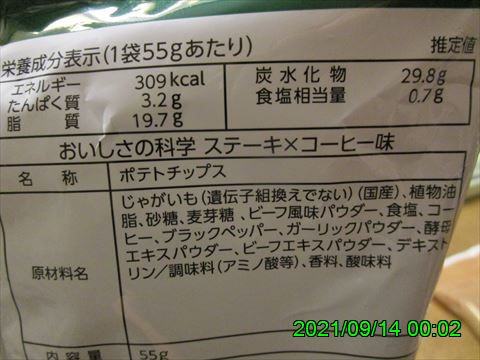 栄養成分表示(1袋55gあたり)
推定値
エネルギー 309kcal
たんぱく質 3.2g
脂質 19.7g
炭水化物 29.8g
食塩相当量 0.7g
おいしさの科学 ステーキ×コーヒー味
名称 ポテトチップス
原材料名
じゃがいも(遺伝子組換えでない)(国産)、植物油
脂、砂糖、麦芽糖、ビーフ風味パウダー、食塩、コー
ヒー、ブラックペッパー、ガーリックパウダー、酵母
エキスパウダー、ビーフエキスパウダー、デキスト
リン/調味料(アミノ酸等)、香料、酸味料
内容量 55g
2021/09/14 00:02